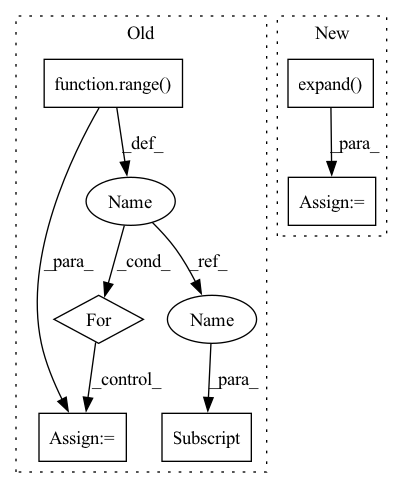 Old
New
function.range()
expand()
_def_
_para_
Name
Assign:=
_para_
_cond_
_ref_
For
Name
_control_
_para_
Assign:=
Subscript